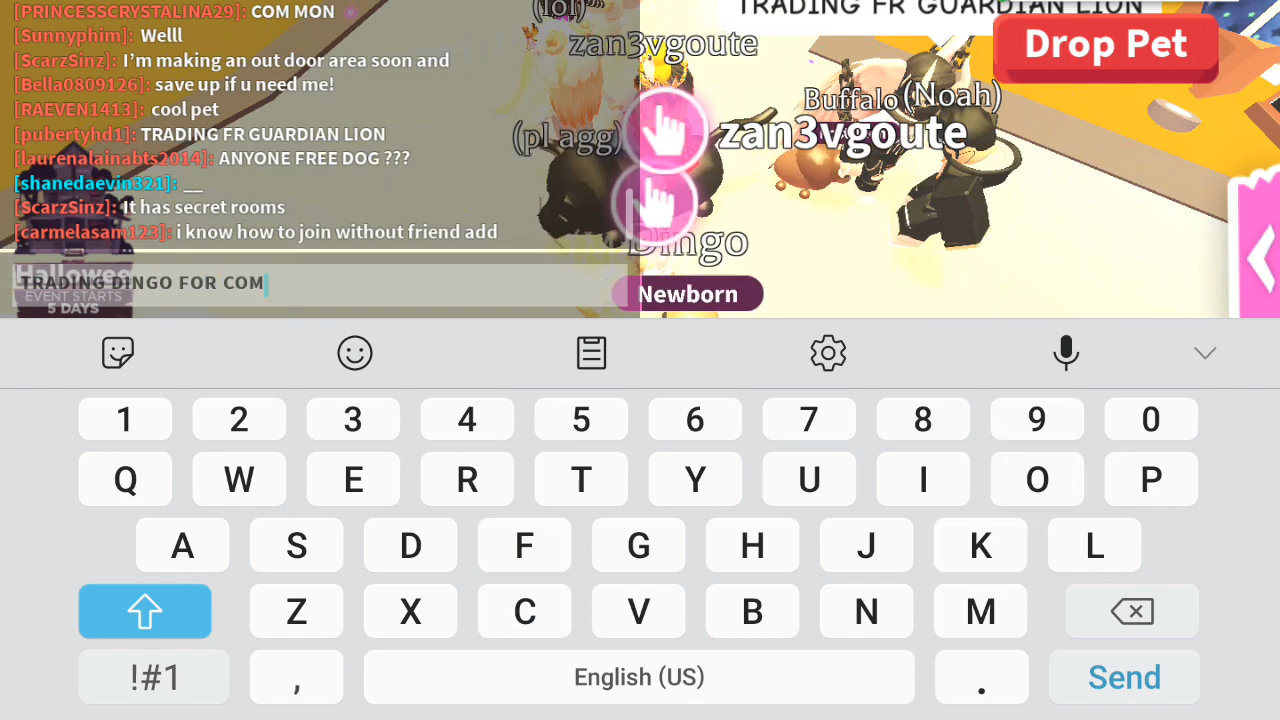 [PRINCESSCRYSTALINA29]: COM MON
[Sunnyphim]: Welll
[ScarzSinz]: I'm making an out door area soon and
[Bella0809126]: save up if u need me!
[RAEVEN1413]: cool pet
[pubertyhd1]: TRADING FR GUARDIAN LION
[laurenalainabts2014]: ANYONE FREE DOG ???
[shanedaevin321]: __
[ScarzSinz]: It has secret rooms
[carmelasam123]: i know how to join without friend add
TRADING DINGO FOR COM
Halloween
EVENT STARTS
5 DAYS
(lol)
zan3vgoute
(pl agg)
TRADING FR GUARDIAN LION
Drop Pet
Buffalo (Noah)
zan3vgoute
Dingo
Newborn
1 2 3 4 5 6 7 8 9 0
Q W E R T Y U I O P
A S D F G H J K L
Z X C V B N M
!#1 , English (US) . Send